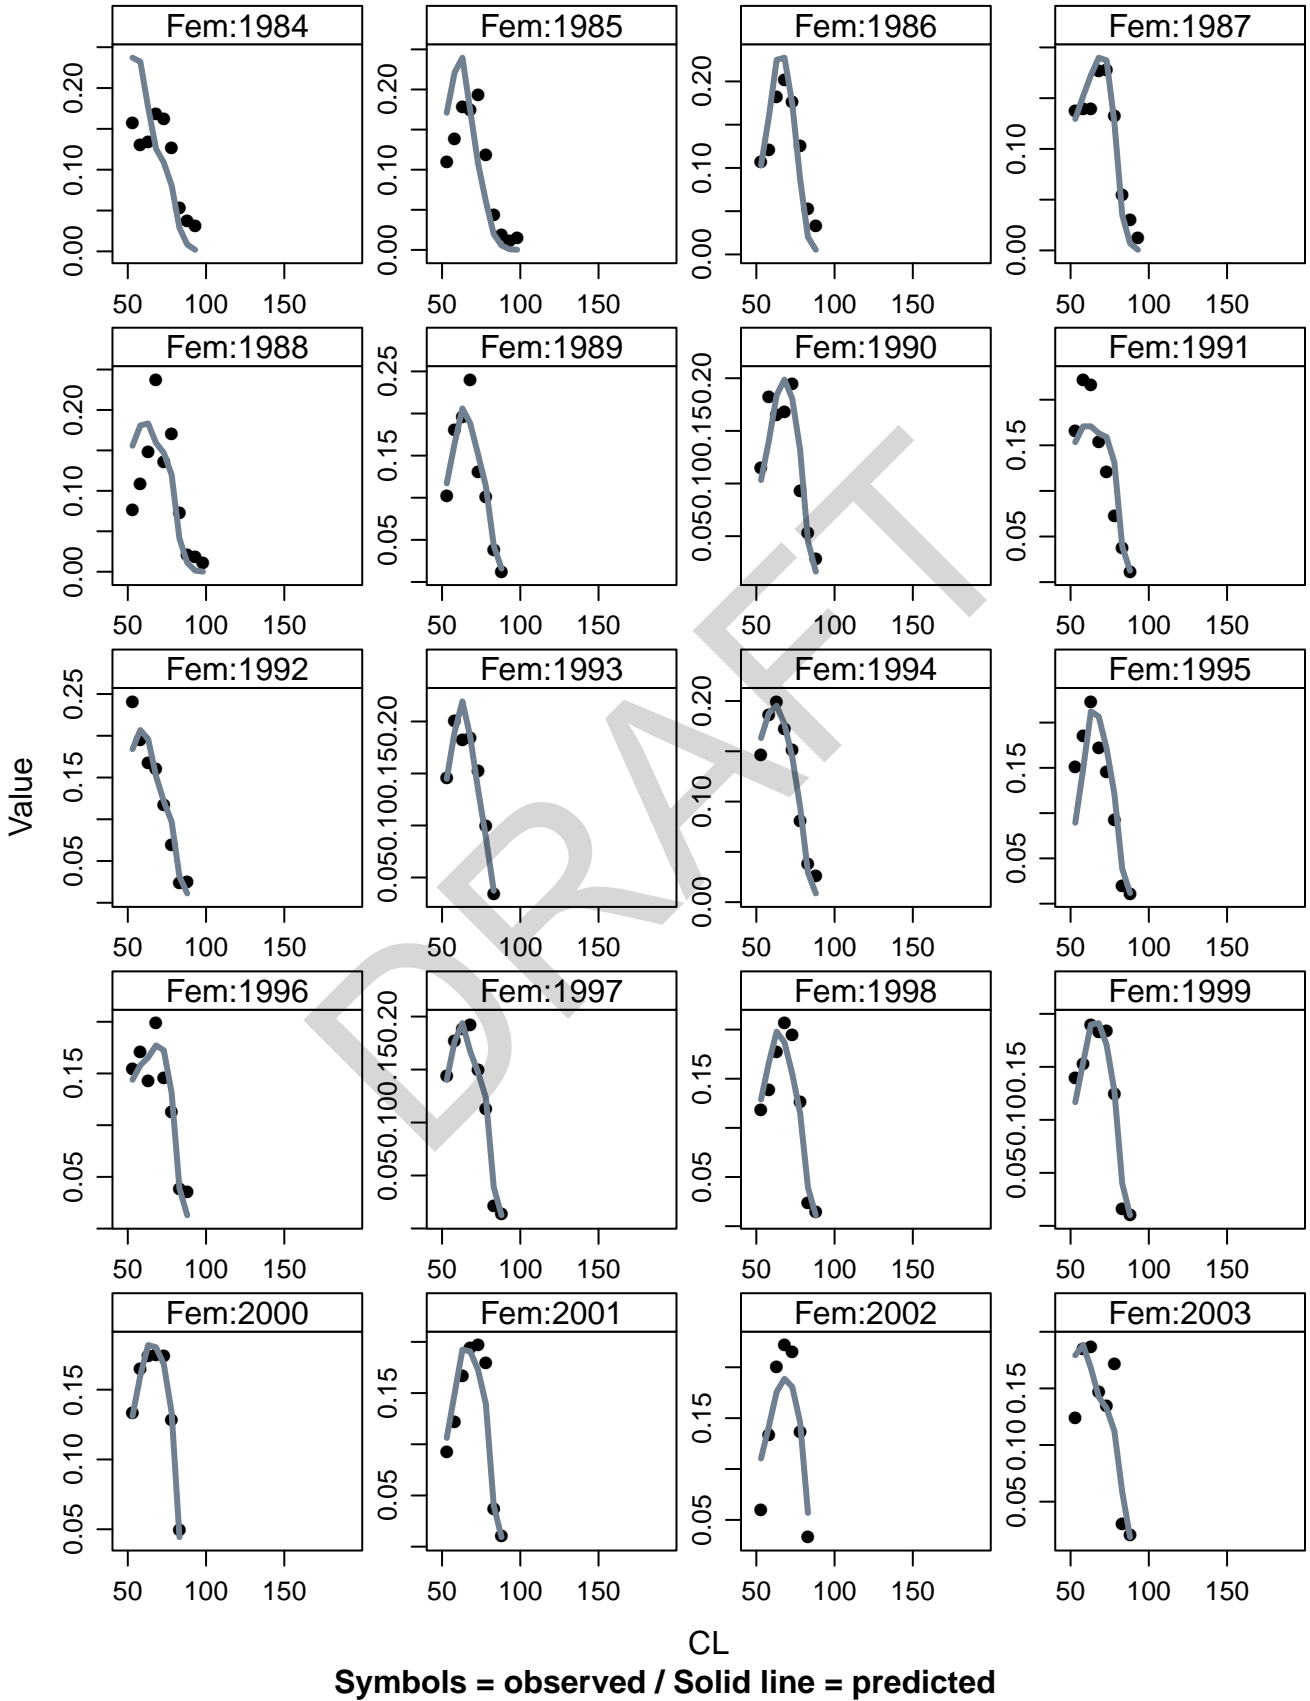 Fem:1984
0.00 0.10 0.20
50 100 150
Fem:1985
0.00 0.10 0.20
50 100 150
Fem:1986
0.00 0.10 0.20
50 100 150
Fem:1987
0.00 0.10
50 100 150
Fem:1988
0.00 0.10 0.20
50 100 150
Fem:1989
0.05 0.15 0.25
50 100 150
Fem:1990
0.050.100.150.20
50 100 150
Fem:1991
0.05 0.15
50 100 150
Fem:1992
0.05 0.15 0.25
50 100 150
Fem:1993
0.050.100.150.20
50 100 150
Fem:1994
0.00 0.10 0.20
50 100 150
Fem:1995
0.05 0.15
50 100 150
Fem:1996
0.05 0.15
50 100 150
Fem:1997
0.050.100.150.20
50 100 150
Fem:1998
0.05 0.15
50 100 150
Fem:1999
0.050.100.15
50 100 150
Fem:2000
0.05 0.10 0.15
50 100 150
Fem:2001
0.05 0.15
50 100 150
Fem:2002
0.05 0.15
50 100 150
Fem:2003
0.05 0.10 0.15
50 100 150
Value
DRAFT
CL
Symbols = observed / Solid line = predicted